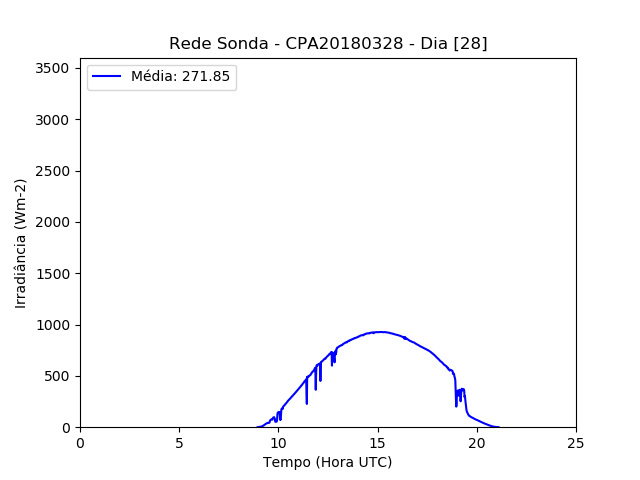 Rede Sonda - CPA20180328 - Dia [28]
Média: 271.85
3500
3000
2500
2000
1500
1000
500
0
Irradiância (Wm-2)
0 5 10 15 20 25
Tempo (Hora UTC)